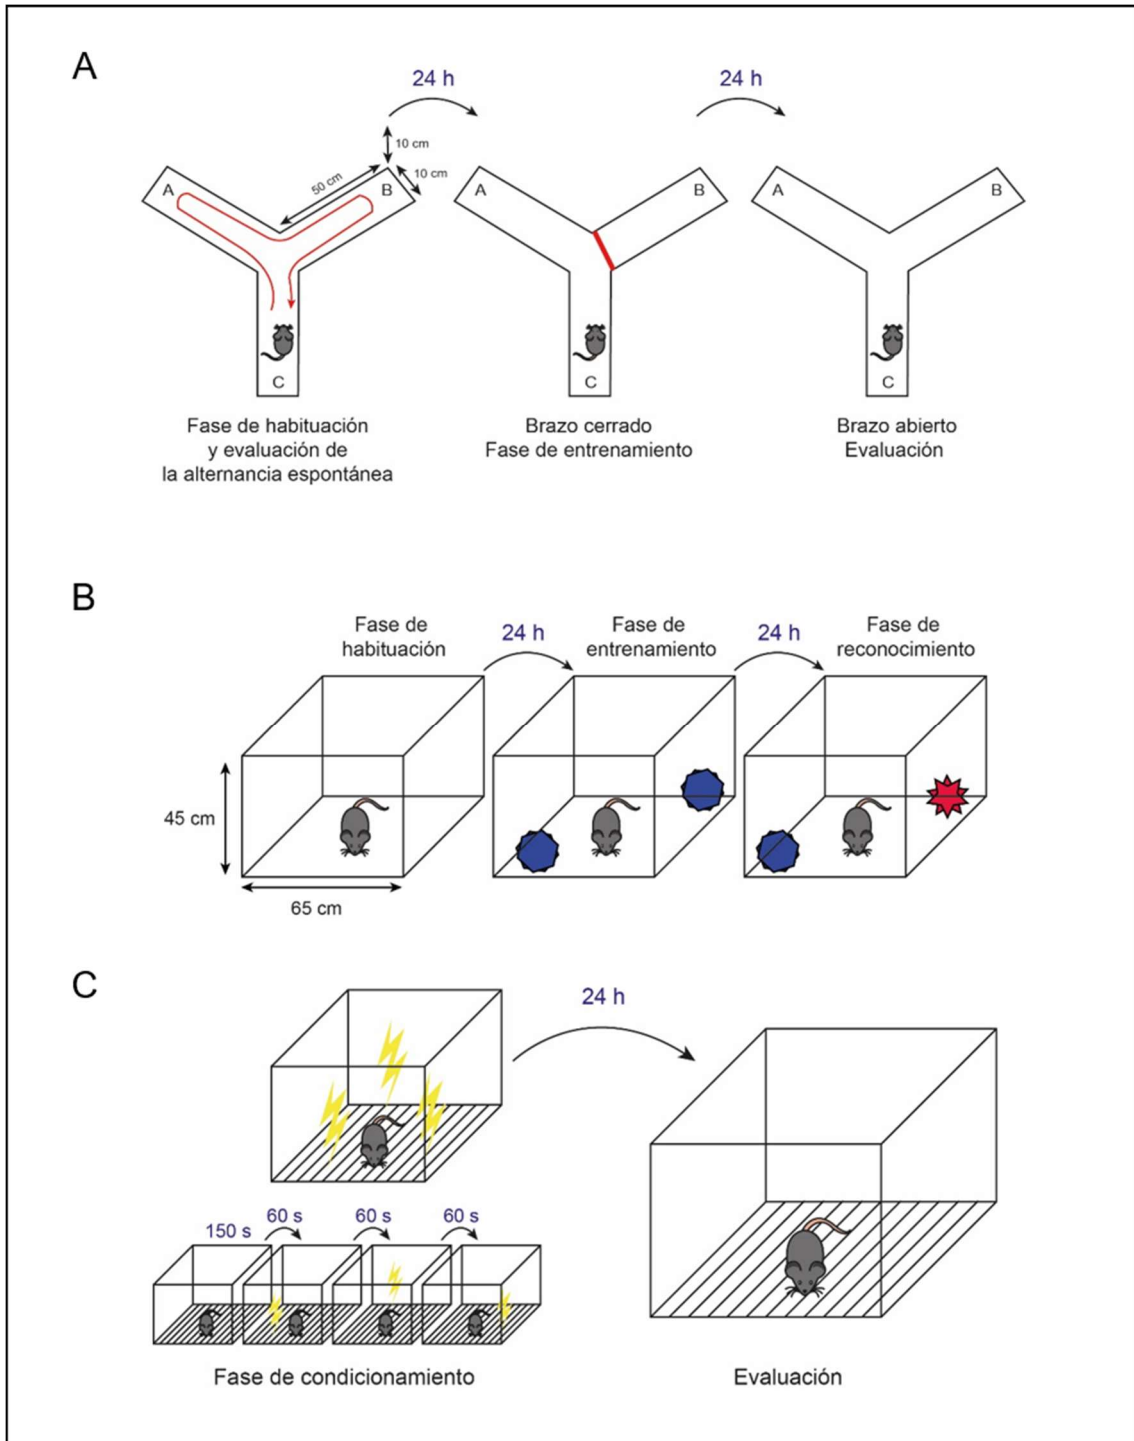 A
24 h
24 h
10 cm
10 cm
50 cm
A
B
C
A
B
C
A
B
C
Fase de habituación
y evaluación de
la alternancia espontánea
Brazo cerrado
Fase de entrenamiento
Brazo abierto
Evaluación
B
Fase de
habituación
24 h
Fase de
entrenamiento
24 h
Fase de
reconocimiento
45 cm
65 cm
C
24 h
150 s
60 s
60 s
60 s
Fase de condicionamiento
Evaluación